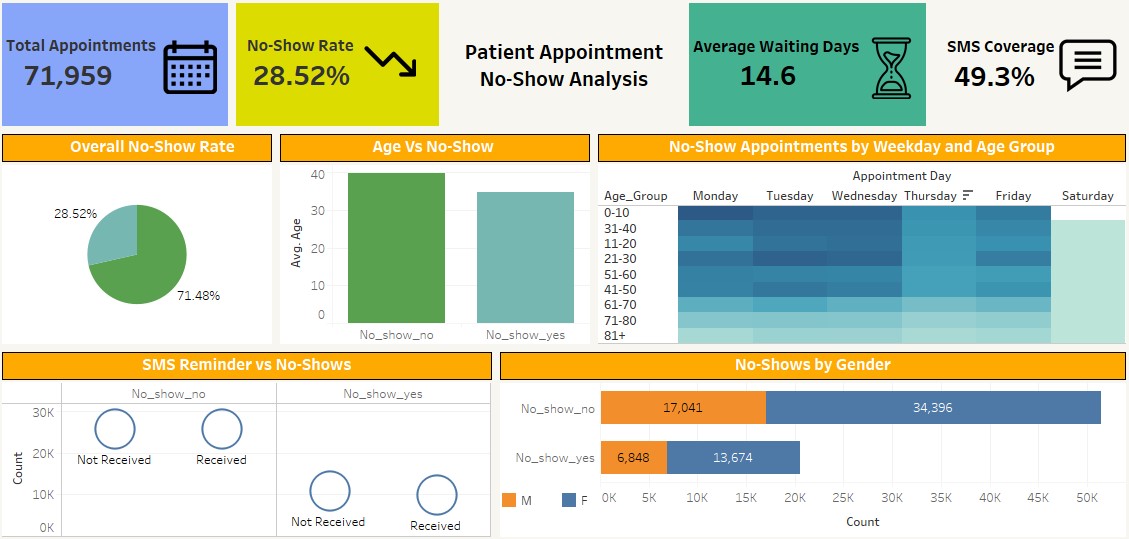 Total Appointments
71,959
No-Show Rate
28.52%
Patient Appointment
No-Show Analysis
Average Waiting Days
14.6
SMS Coverage
49.3%
Overall No-Show Rate
28.52%
71.48%
Age Vs No-Show
40
30
20
10
0
Avg. Age
No_show_no No_show_yes
No-Show Appointments by Weekday and Age Group
Appointment Day
Age_Group Monday Tuesday Wednesday Thursday Friday Saturday
0-10
31-40
11-20
21-30
51-60
41-50
61-70
71-80
81+
SMS Reminder vs No-Shows
No_show_no No_show_yes
30K
20K
10K
0K
Count
Not Received Received
Not Received Received
No-Shows by Gender
No_show_no 17,041 34,396
No_show_yes 6,848 13,674
M F
0K 5K 10K 15K 20K 25K 30K 35K 40K 45K 50K
Count